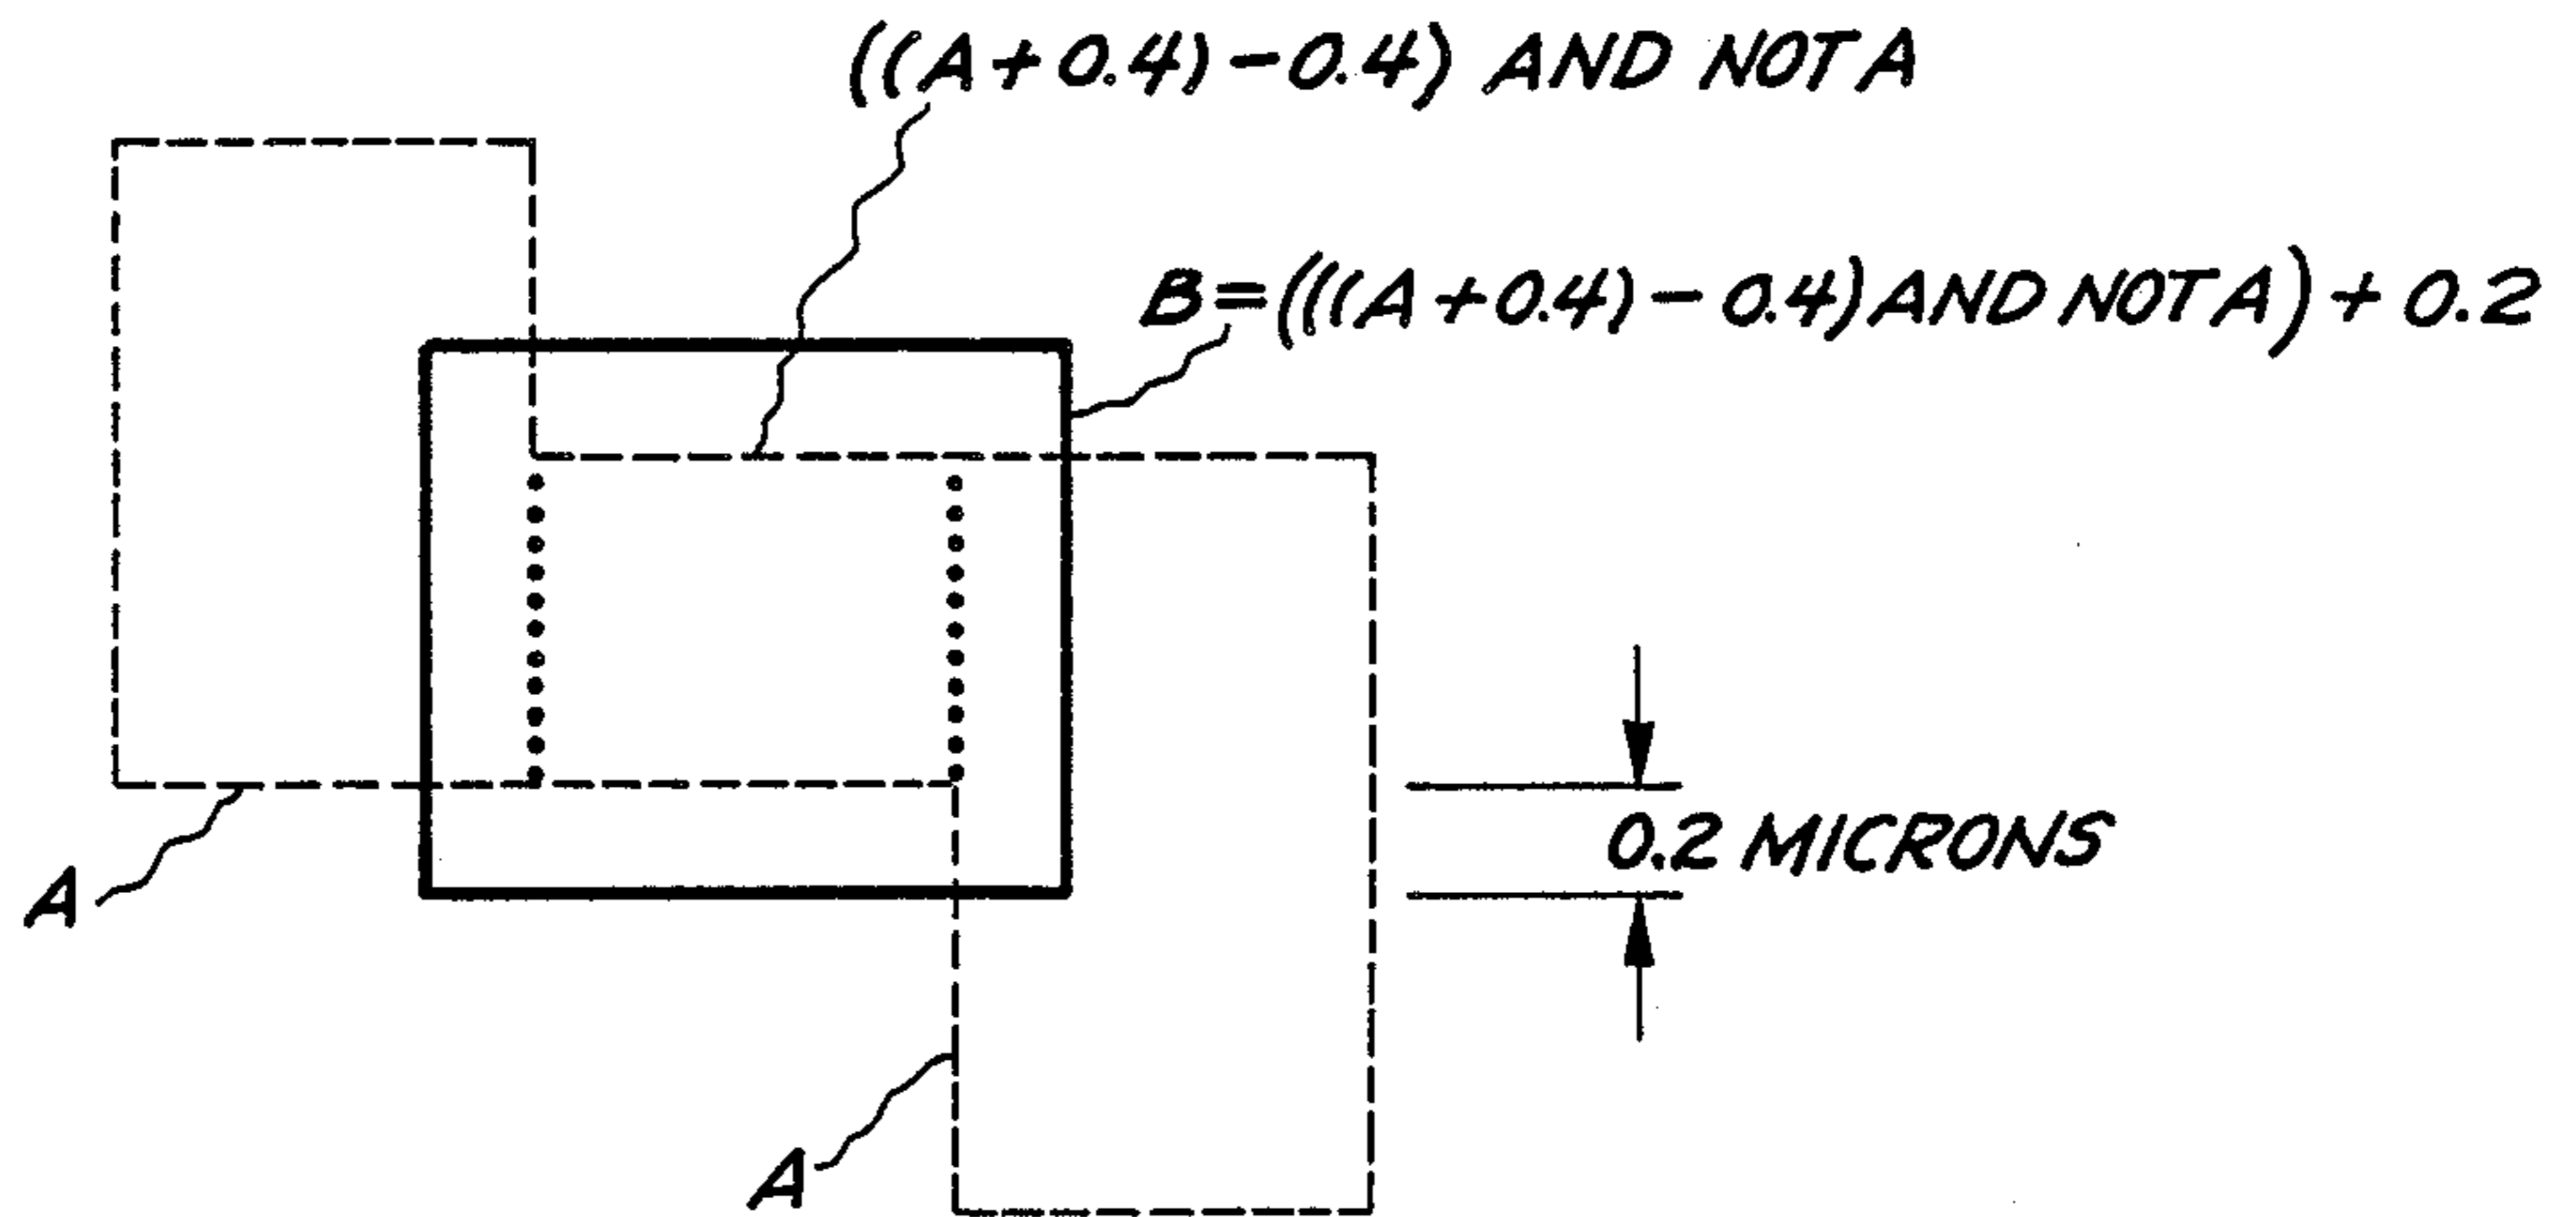 ((A+0.4)-0.4) AND NOT A
B=(((A+0.4)-0.4)AND NOT A)+0.2
0.2 MICRONS
A
A